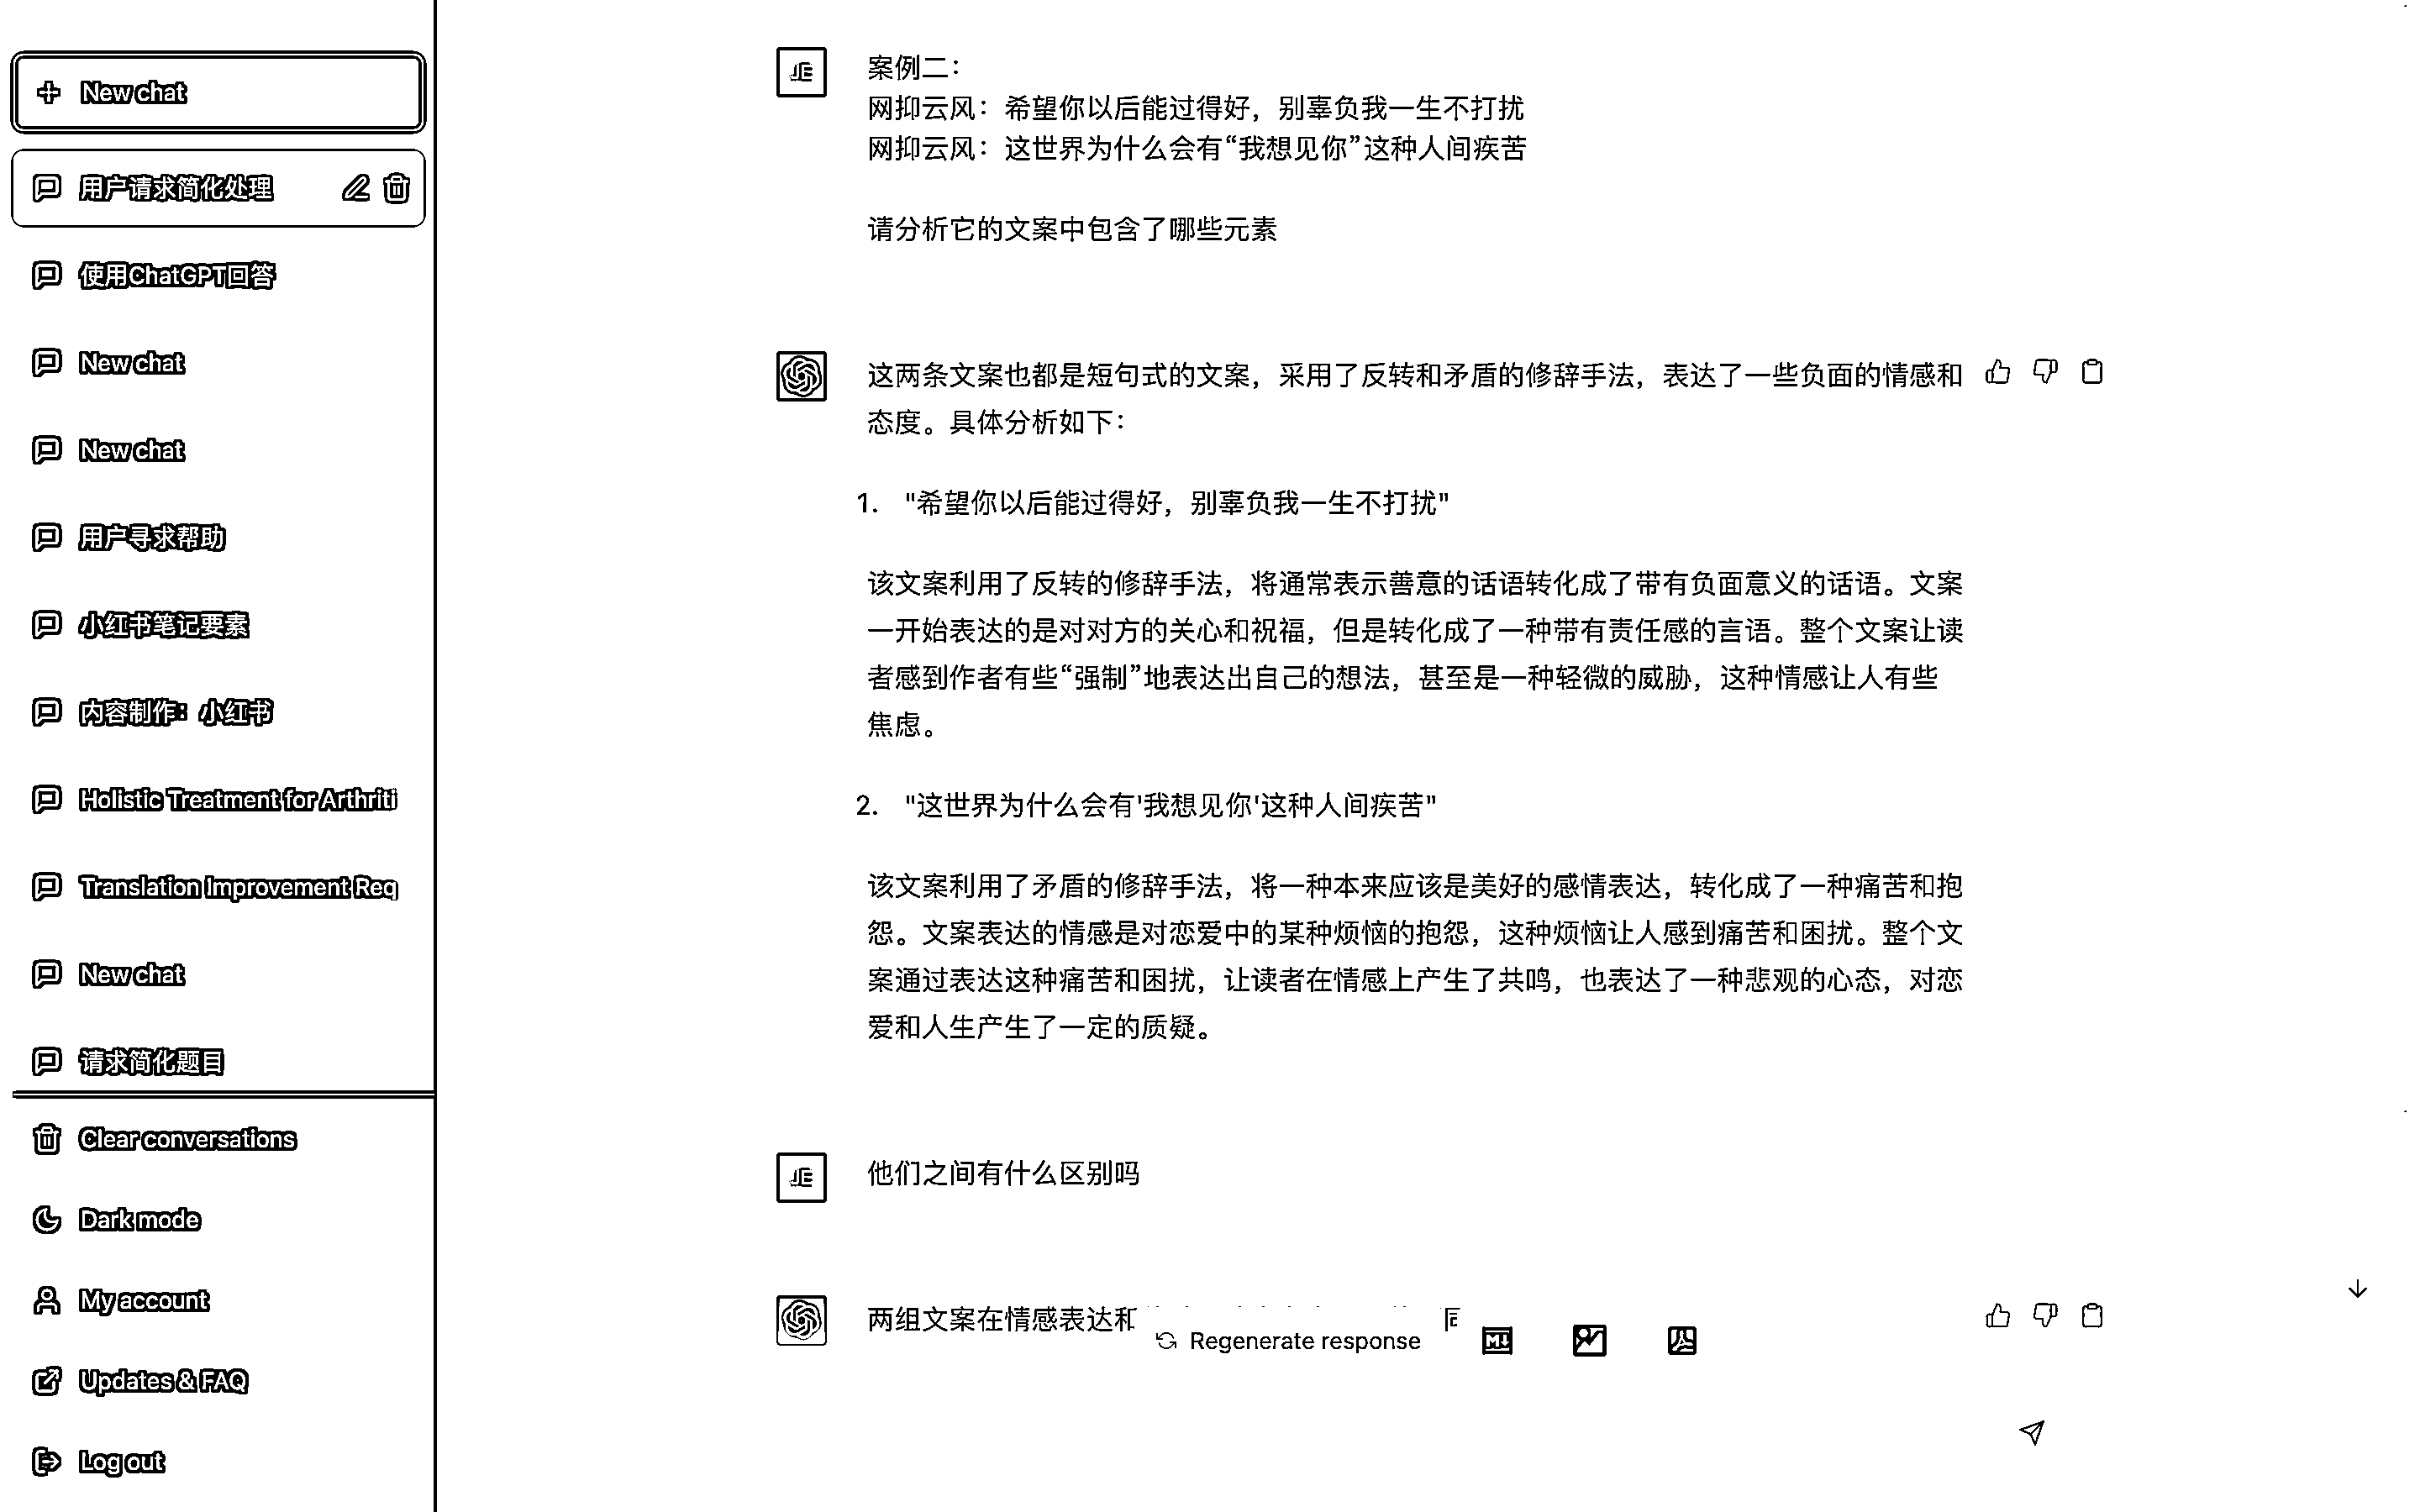 New chat
用户请求简化处理
使用ChatGPT回答
New chat
New chat
用户寻求帮助
小红书笔记要素
内容制作：小红书
Holistic Treatment for Arthriti
Translation Improvement Req
New chat
请求简化题目
Clear conversations
Dark mode
My account
Updates & FAQ
Log out
JE
案例二：
网抑云风：希望你以后能过得好，别辜负我一生不打扰
网抑云风：这世界为什么会有“我想见你”这种人间疾苦
请分析它的文案中包含了哪些元素
这两条文案也都是短句式的文案，采用了反转和矛盾的修辞手法，表达了一些负面的情感和
态度。具体分析如下：
1. "希望你以后能过得好，别辜负我一生不打扰"
该文案利用了反转的修辞手法，将通常表示善意的话语转化成了带有负面意义的话语。文案
一开始表达的是对对方的关心和祝福，但是转化成了一种带有责任感的言语。整个文案让读
者感到作者有些“强制”地表达出自己的想法，甚至是一种轻微的威胁，这种情感让人有些
焦虑。
2. "这世界为什么会有'我想见你'这种人间疾苦"
该文案利用了矛盾的修辞手法，将一种本来应该是美好的感情表达，转化成了一种痛苦和抱
怨。文案表达的情感是对恋爱中的某种烦恼的抱怨，这种烦恼让人感到痛苦和困扰。整个文
案通过表达这种痛苦和困扰，让读者在情感上产生了共鸣，也表达了一种悲观的心态，对恋
爱和人生产生了一定的质疑。
JE
他们之间有什么区别吗
两组文案在情感表达和
Regenerate response
M↓